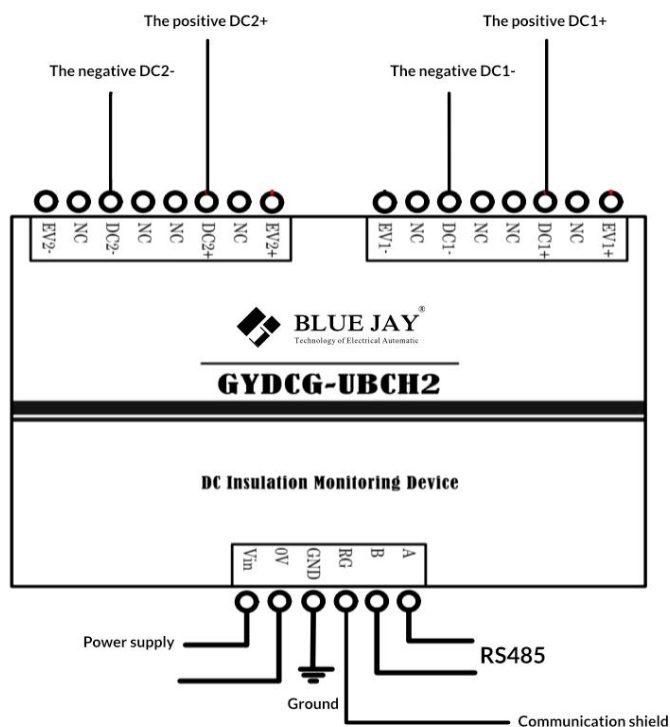 The positive DC2+
The positive DC1+
The negative DC2-
The negative DC1-
EV2-
NC
DC2-
NC
NC
DC2+
NC
EV2+
EV1-
NC
DC1-
NC
NC
DC1+
NC
EV1+
BLUE JAY®
Technology of Electrical Automatic
GYDCG-UBCH2
DC Insulation Monitoring Device
Vin
0V
GND
RG
B
A
Power supply
RS485
Ground
Communication shield